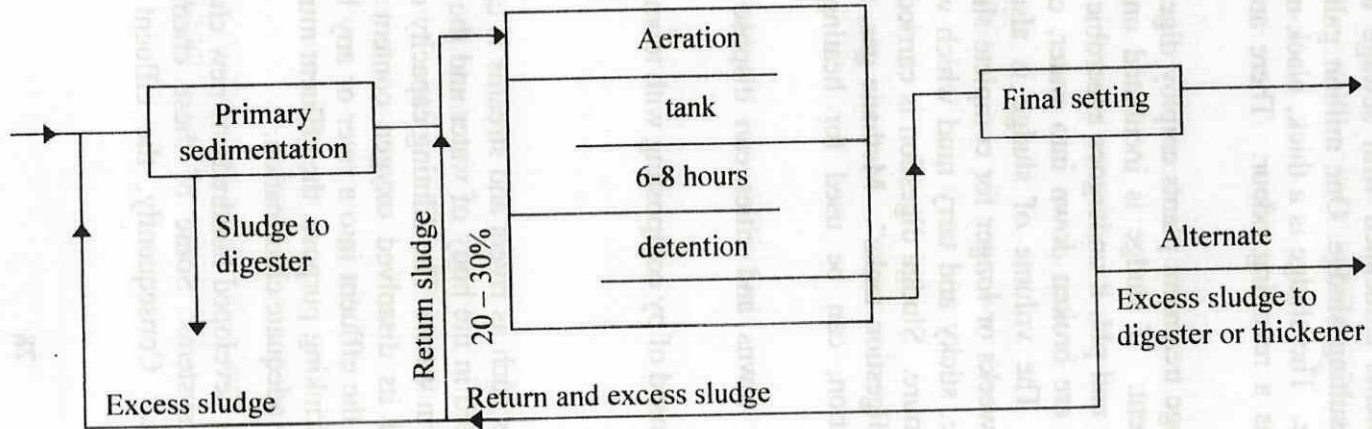 Aeration
tank
6-8 hours
detention
Primary
sedimentation
Final setting
Sludge to
digester
Return sludge
20 – 30%
Alternate
Excess sludge to
digester or thickener
Excess sludge
Return and excess sludge